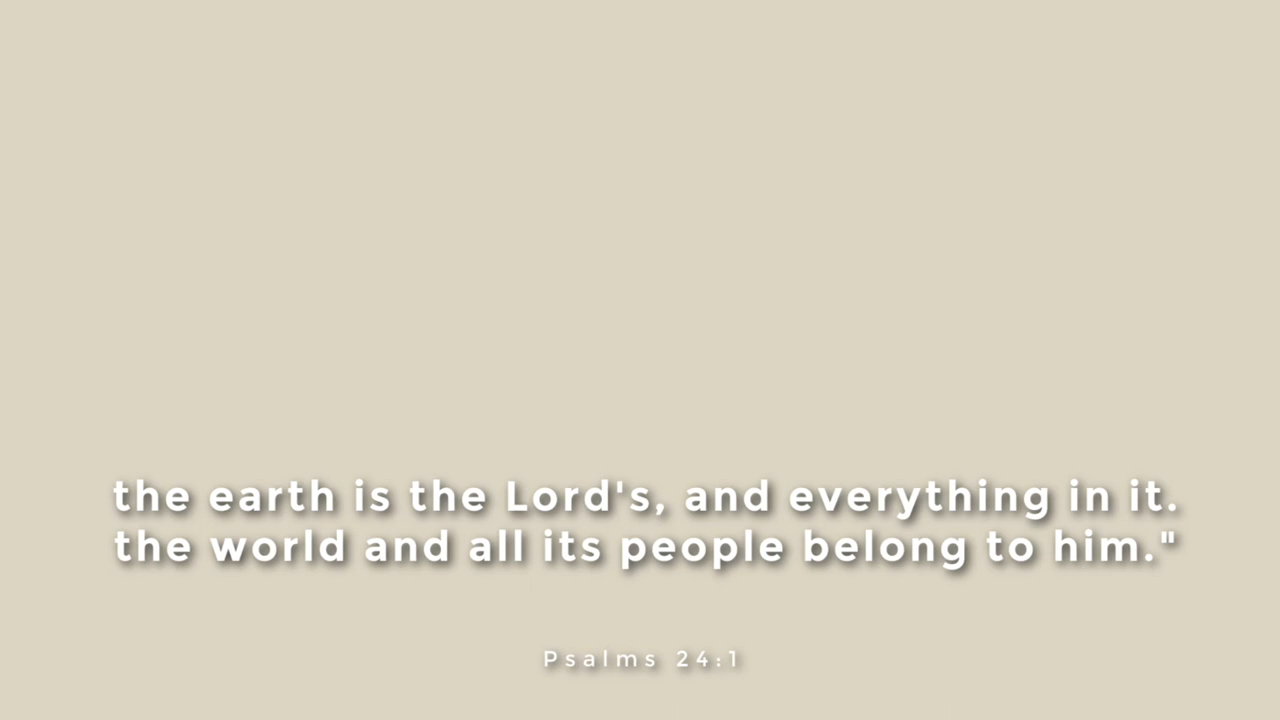 the earth is the Lord's, and everything in it.
the world and all its people belong to him."
Psalms 24:1